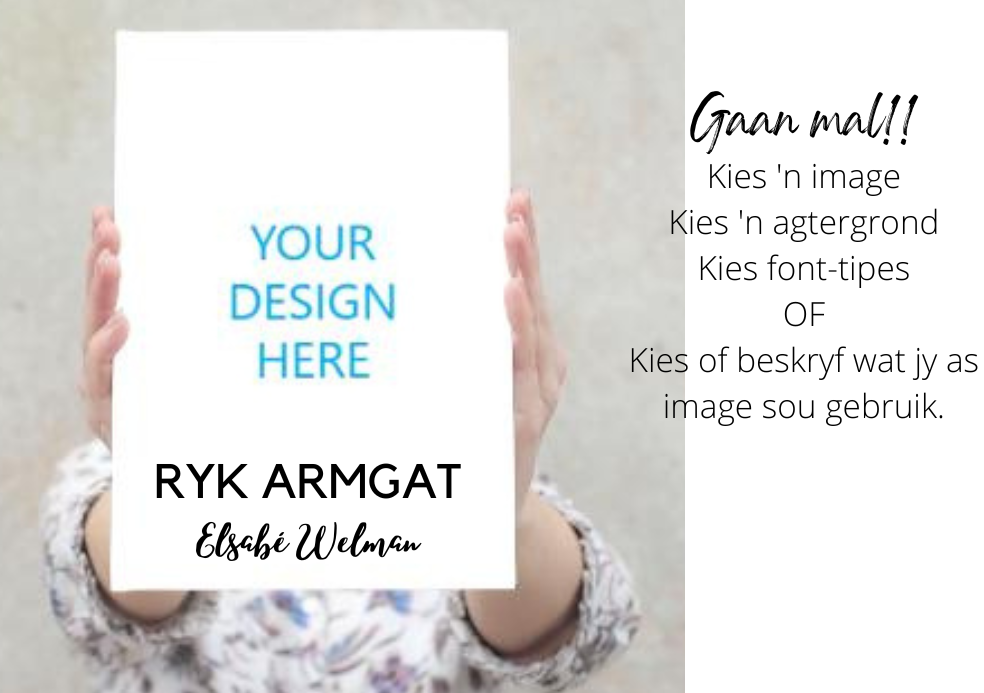 YOUR
DESIGN
HERE
RYK ARMGAT
Elsabé Welman
Gaan mal!!
Kies 'n image
Kies 'n agtergrond
Kies font-tipes
OF
Kies of beskryf wat jy as
image sou gebruik.